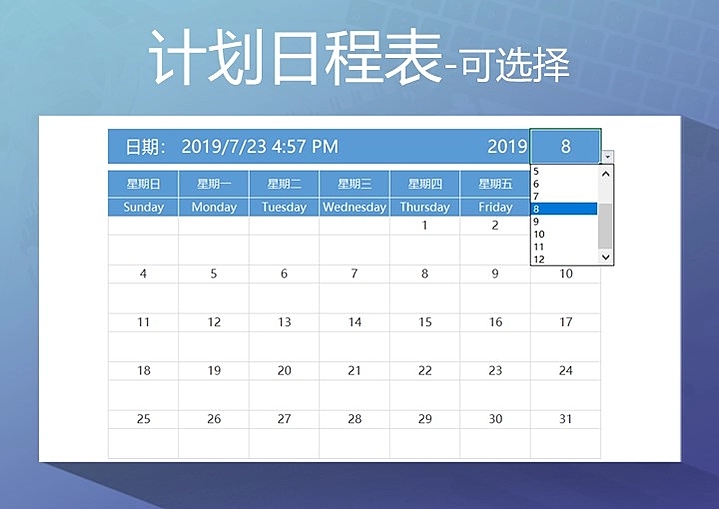 计划日程表-可选择
日期: 2019/7/23 4:57 PM 2019 8
星期日 星期一 星期二 星期三 星期四 星期五
Sunday Monday Tuesday Wednesday Thursday Friday
5
6
7
8
9
10
11
12
1 2
4 5 6 7 8 9 10
11 12 13 14 15 16 17
18 19 20 21 22 23 24
25 26 27 28 29 30 31